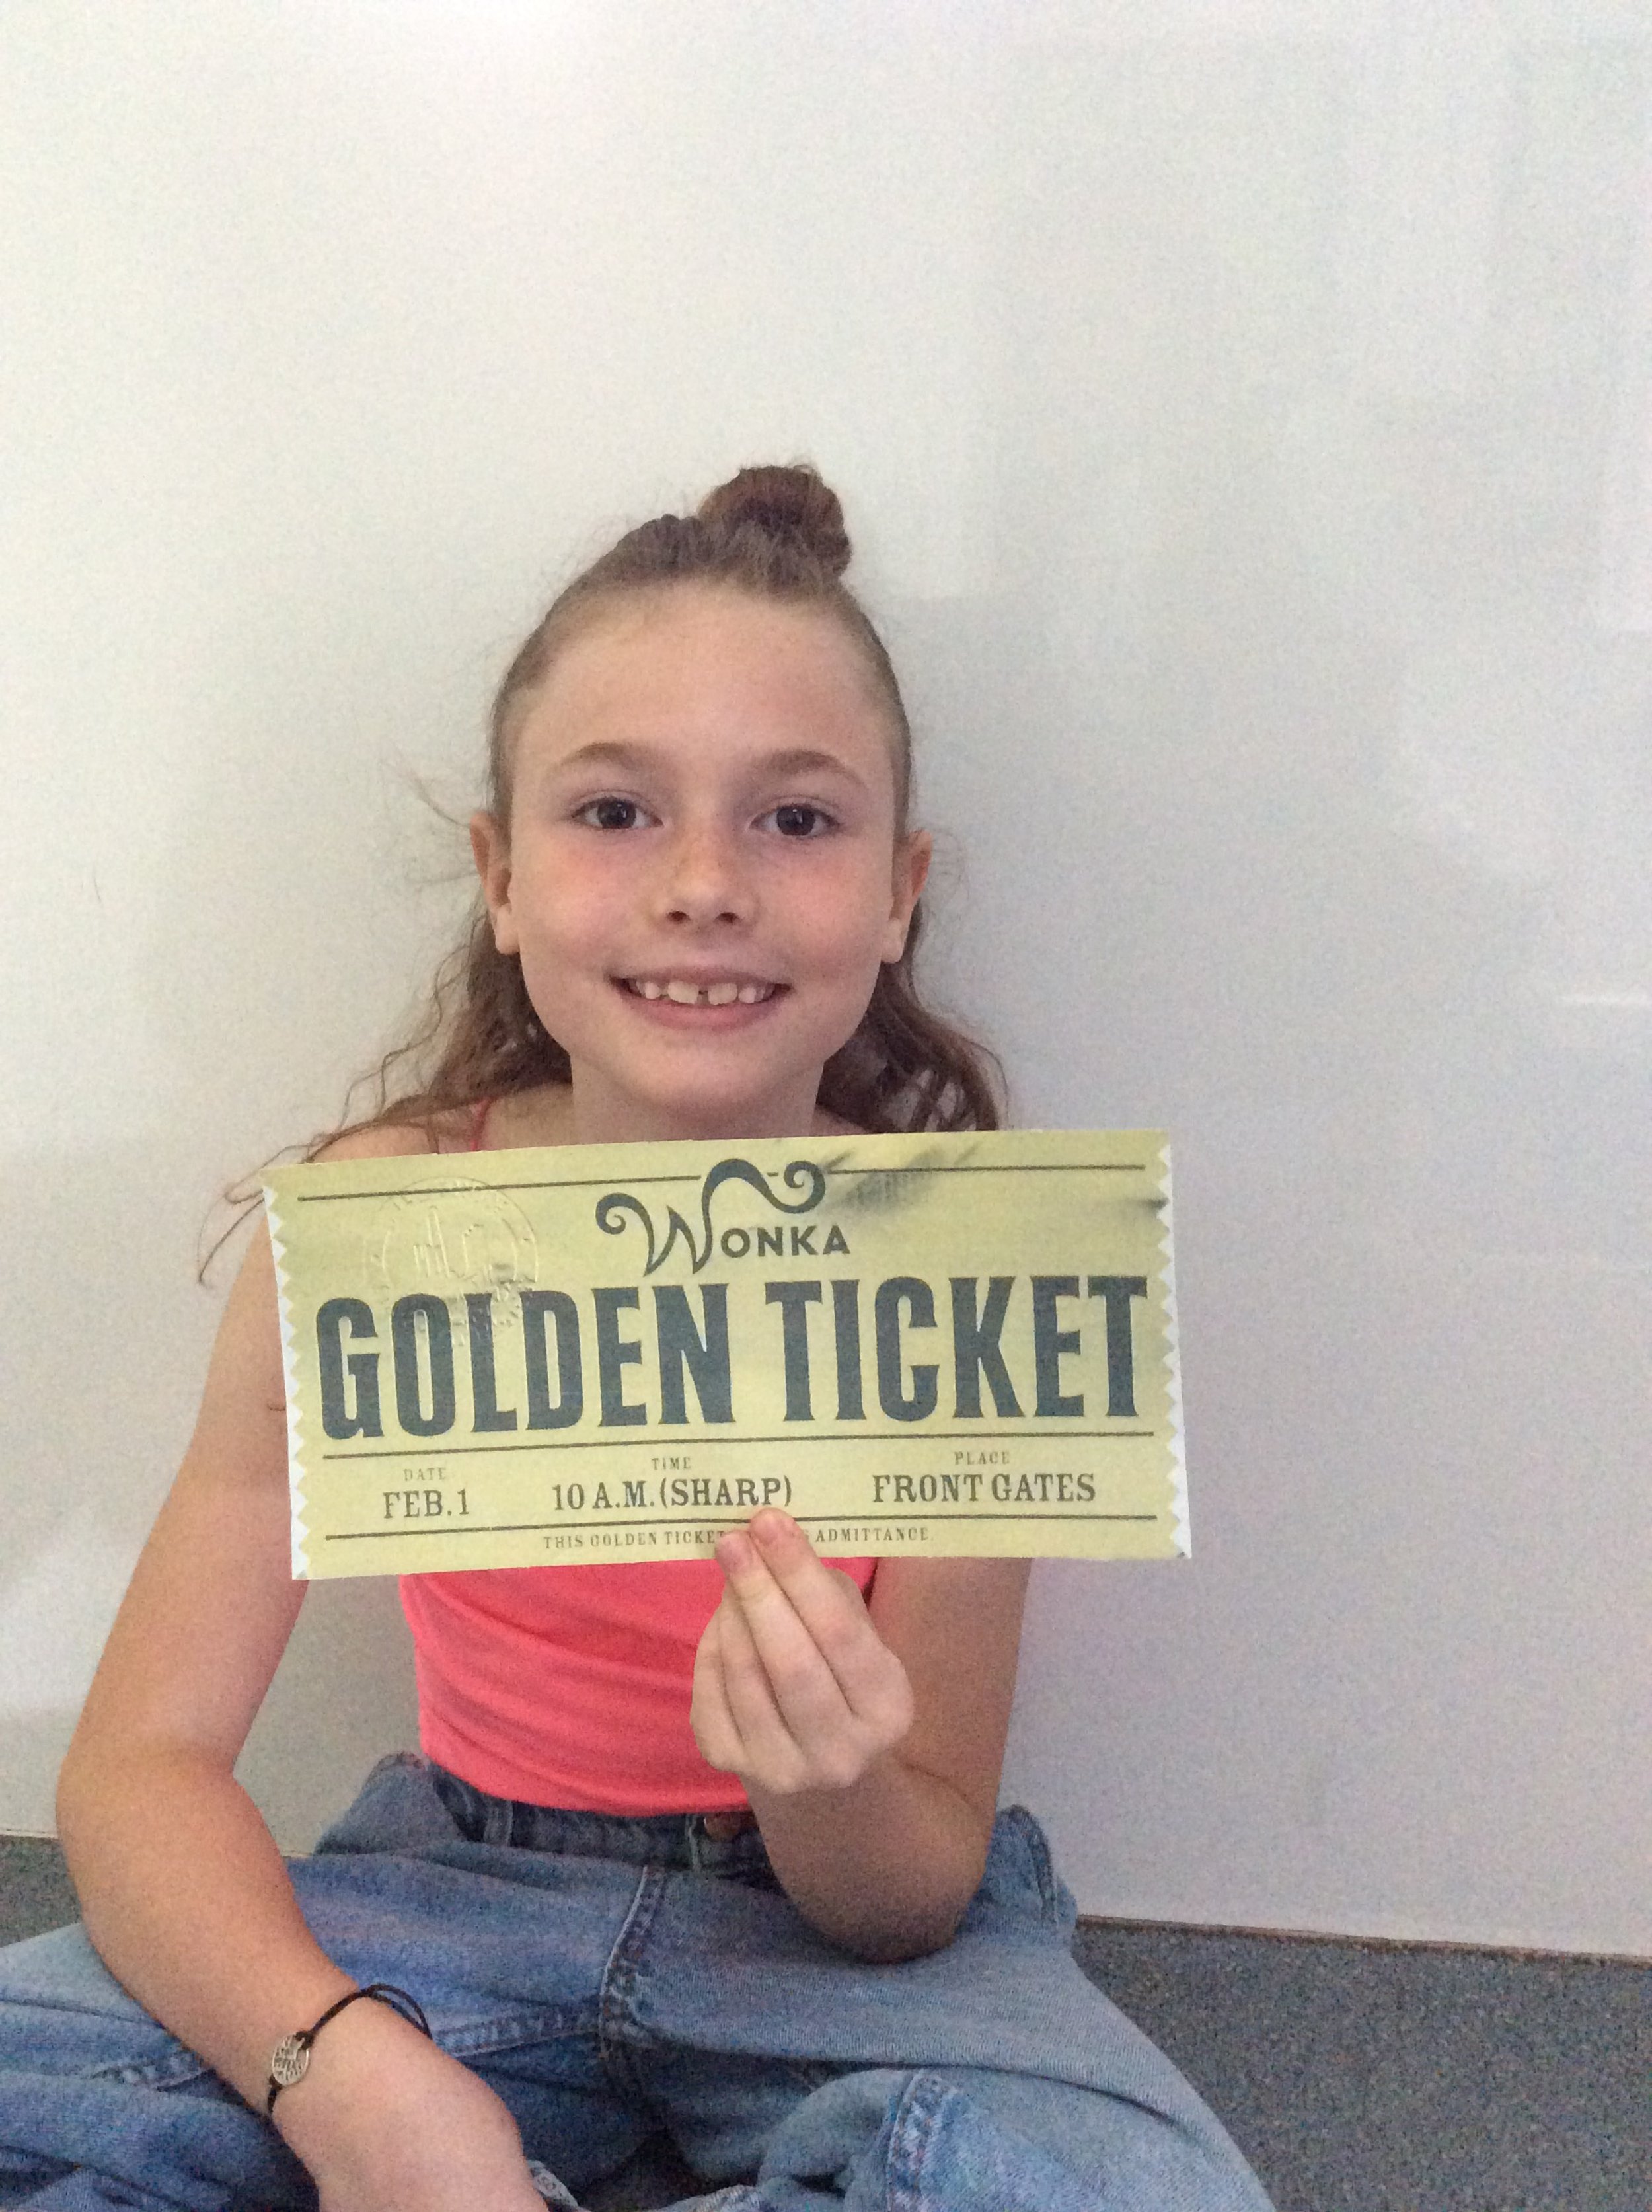 WONKA
GOLDEN TICKET
DATE TIME PLACE
FEB.1 10 A.M.(SHARP) FRONT GATES
THIS GOLDEN TICKET ADMITTANCE.